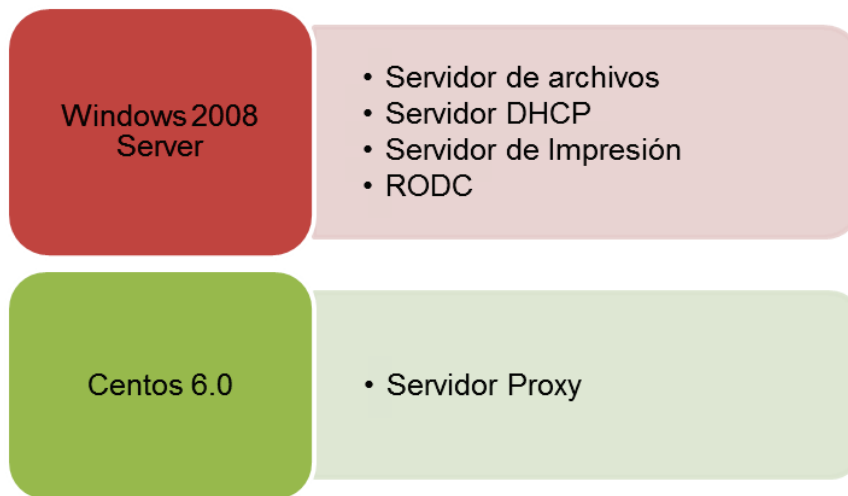 Windows 2008
Server
• Servidor de archivos
• Servidor DHCP
• Servidor de Impresión
• RODC
Centos 6.0
• Servidor Proxy